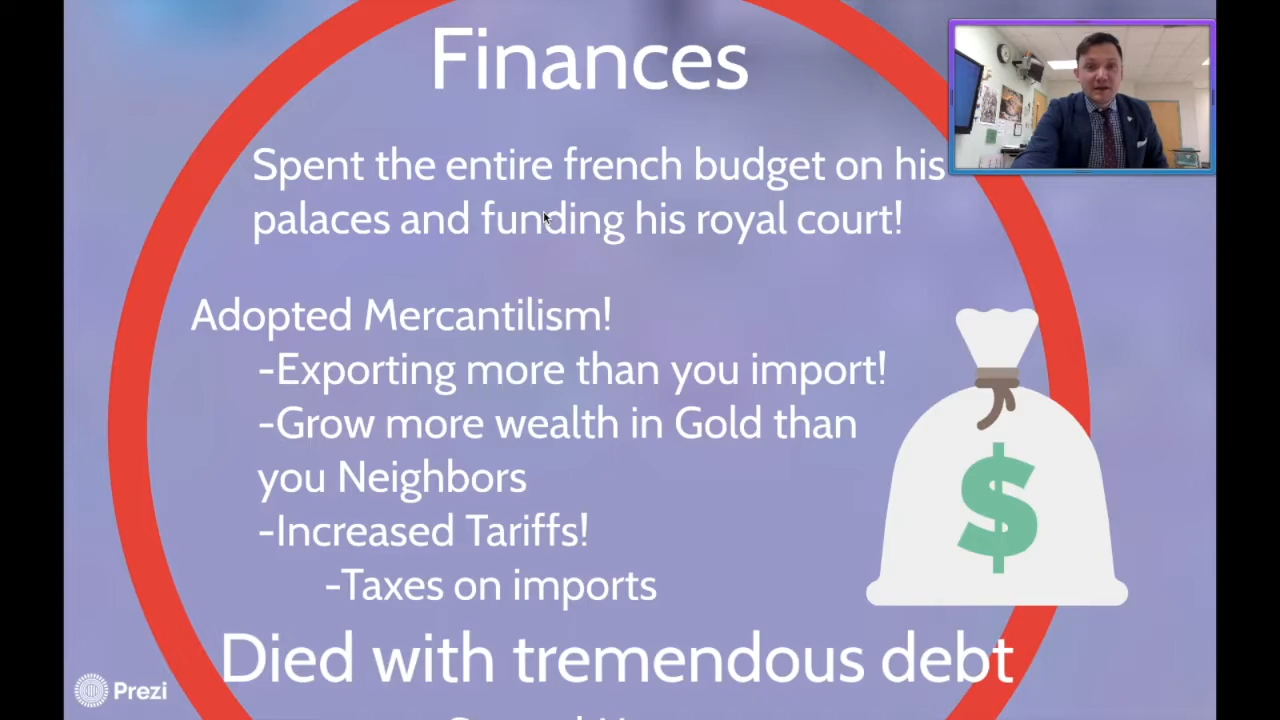 Finances
Spent the entire french budget on his
palaces and funding his royal court!
Adopted Mercantilism!
-Exporting more than you import!
-Grow more wealth in Gold than
you Neighbors
-Increased Tariffs!
-Taxes on imports
$
Died with tremendous debt
Prezi